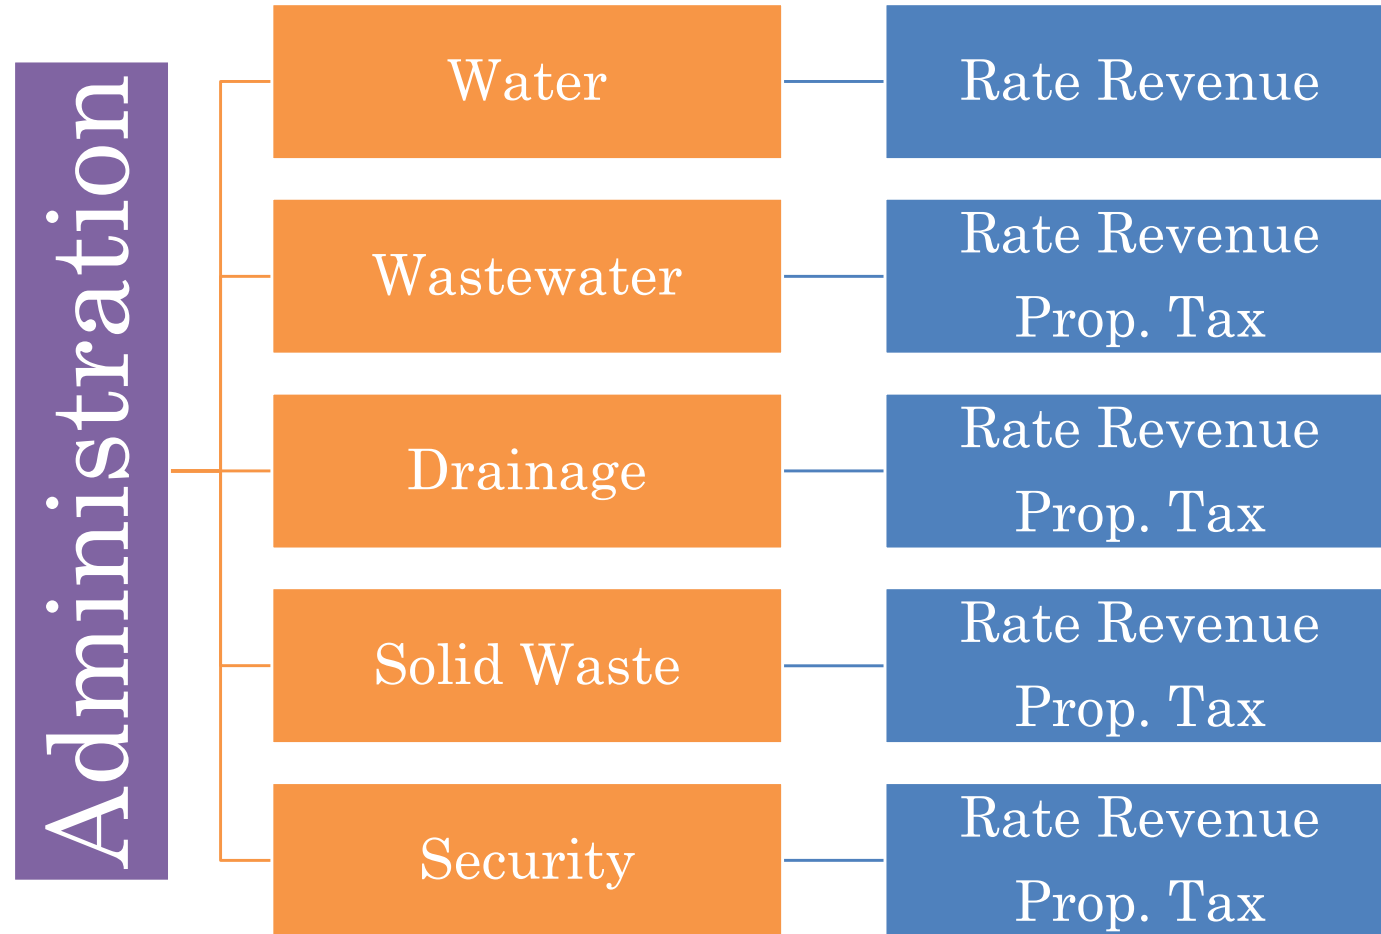 Administration
Water
Rate Revenue
Wastewater
Rate Revenue
Prop. Tax
Drainage
Rate Revenue
Prop. Tax
Solid Waste
Rate Revenue
Prop. Tax
Security
Rate Revenue
Prop. Tax